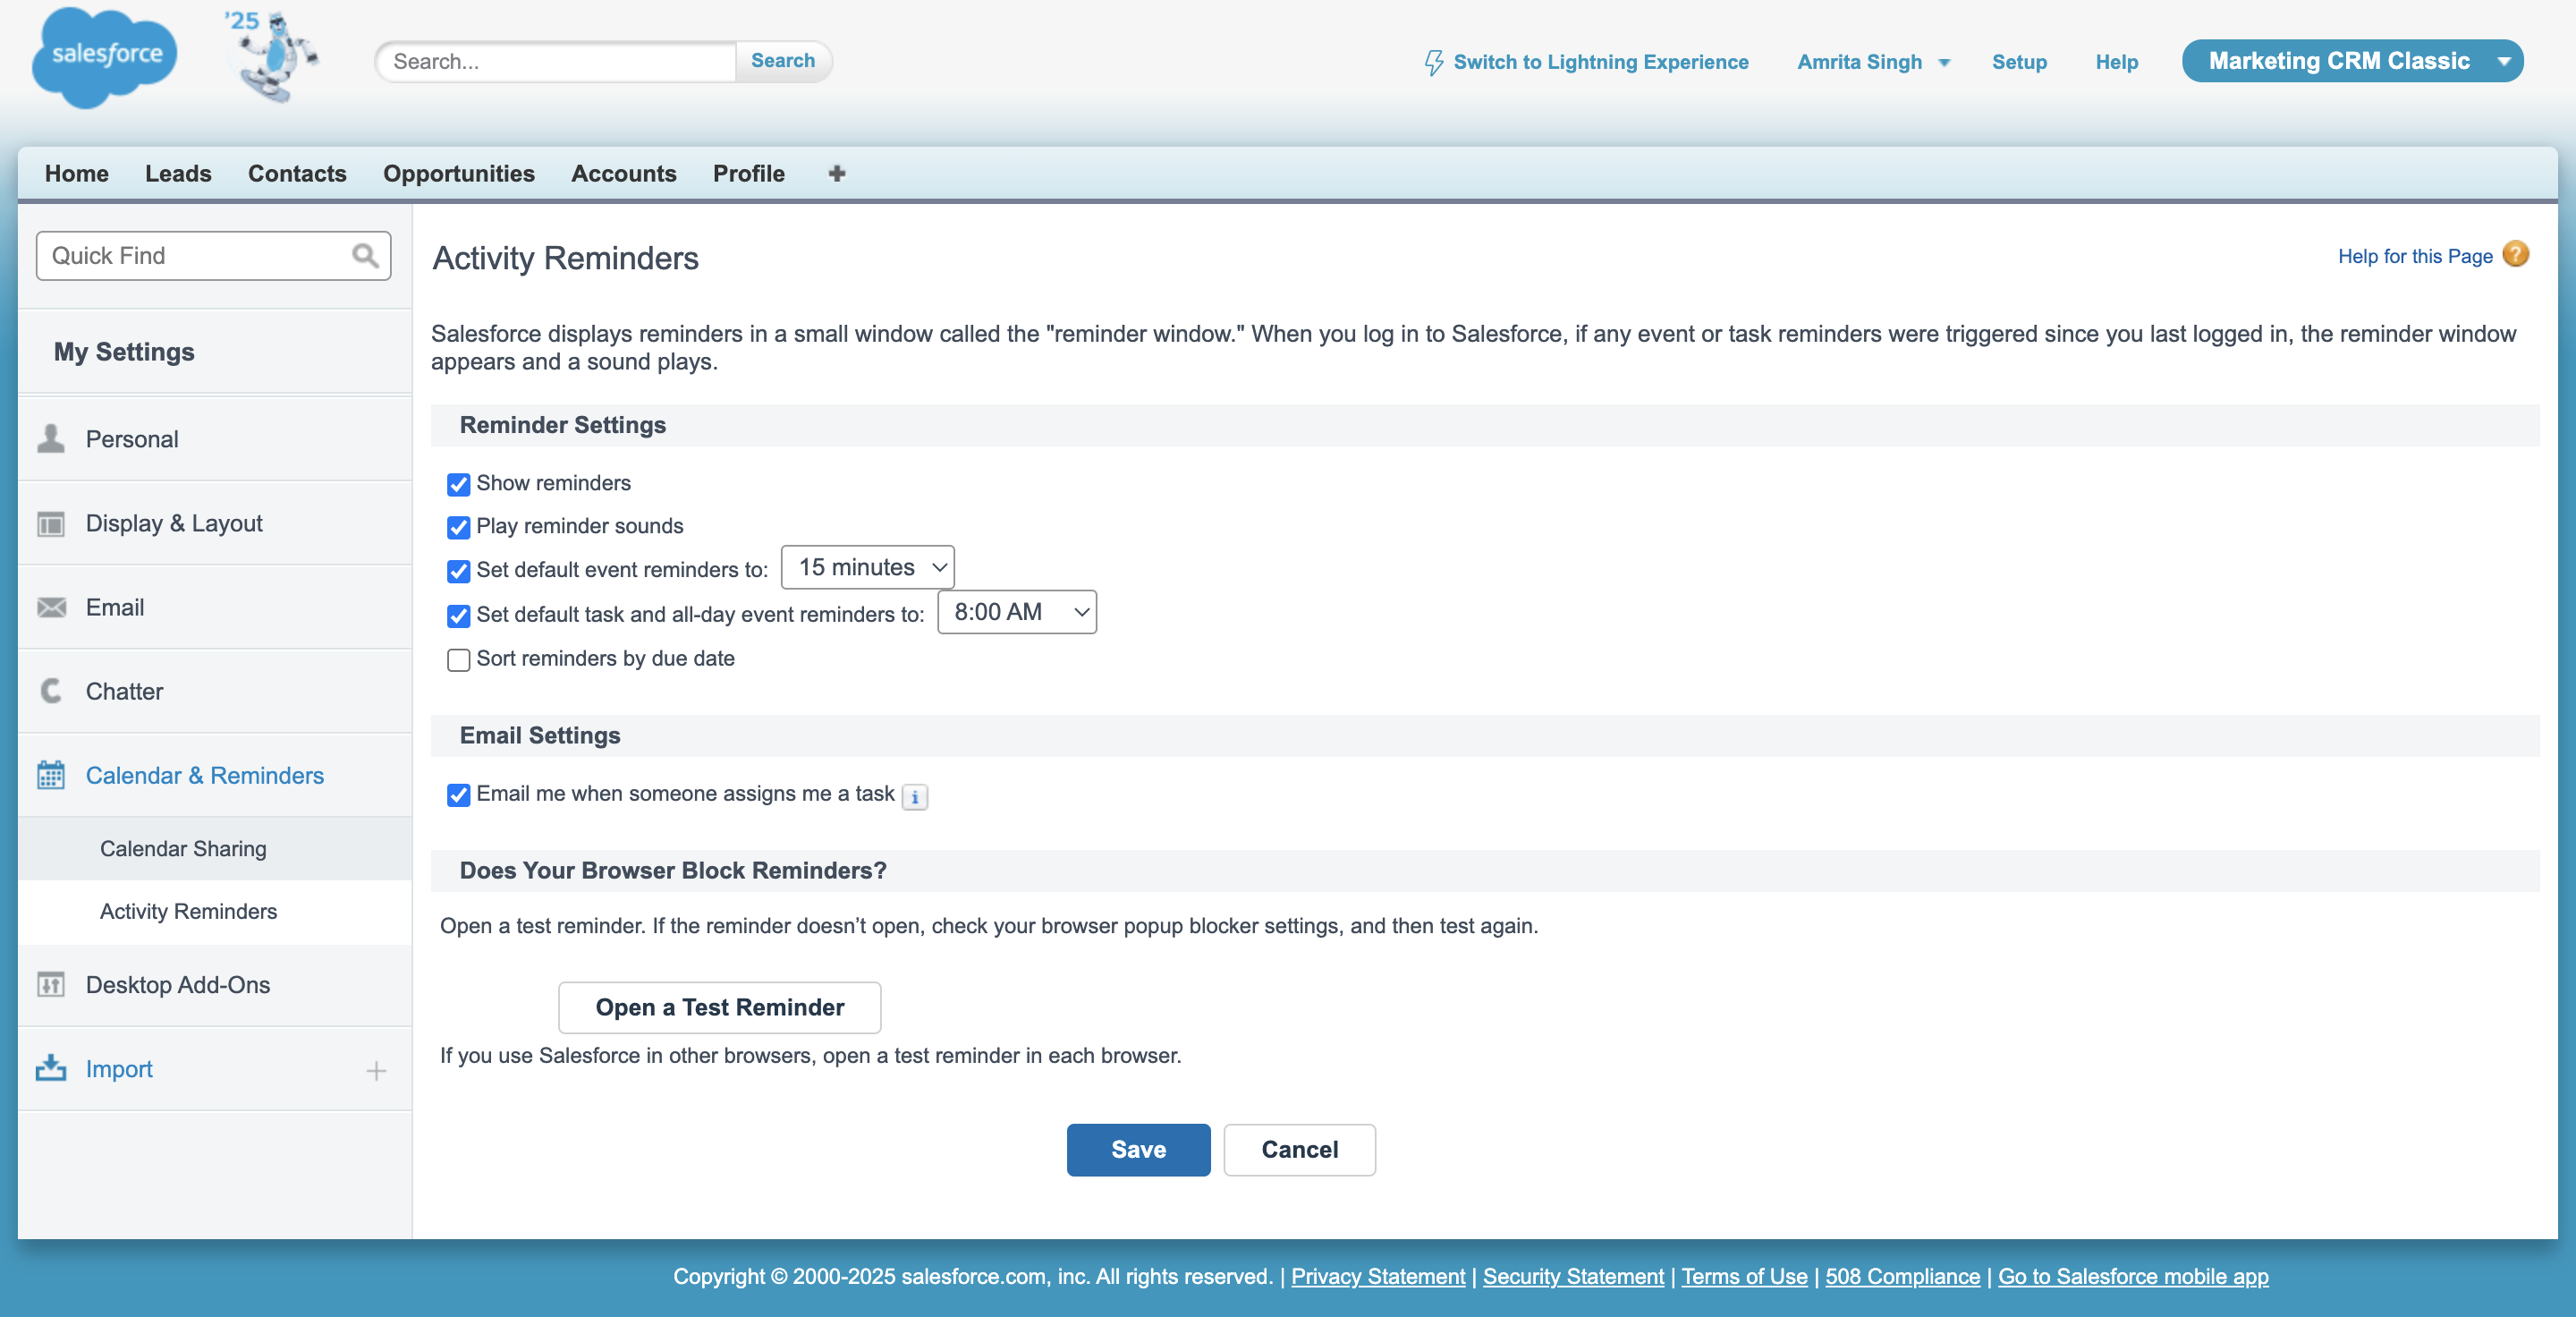 salesforce
'25
Search...
Search
Switch to Lightning Experience
Amrita Singh
Setup
Help
Marketing CRM Classic
Home
Leads
Contacts
Opportunities
Accounts
Profile
Quick Find
My Settings
Personal
Display & Layout
Email
Chatter
Calendar & Reminders
Calendar Sharing
Activity Reminders
Desktop Add-Ons
Import
Activity Reminders
Help for this Page
Salesforce displays reminders in a small window called the "reminder window." When you log in to Salesforce, if any event or task reminders were triggered since you last logged in, the reminder window
appears and a sound plays.
Reminder Settings
Show reminders
Play reminder sounds
Set default event reminders to: 15 minutes
Set default task and all-day event reminders to: 8:00 AM
Sort reminders by due date
Email Settings
Email me when someone assigns me a task
Does Your Browser Block Reminders?
Open a test reminder. If the reminder doesn’t open, check your browser popup blocker settings, and then test again.
Open a Test Reminder
If you use Salesforce in other browsers, open a test reminder in each browser.
Save
Cancel
Copyright © 2000-2025 salesforce.com, inc. All rights reserved. | Privacy Statement | Security Statement | Terms of Use | 508 Compliance | Go to Salesforce mobile app